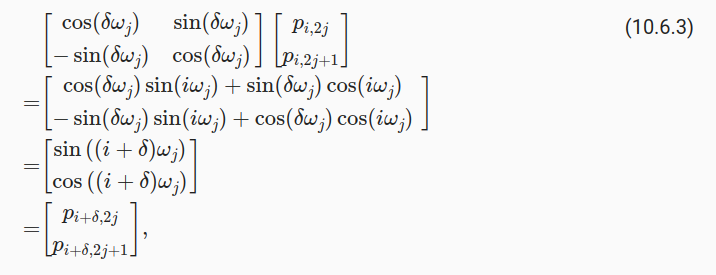 [cos(δω_j) sin(δω_j)] [p_{i,2j}] (10.6.3)
[−sin(δω_j) cos(δω_j)] [p_{i,2j+1}]
=[cos(δω_j) sin(iω_j) + sin(δω_j) cos(iω_j)]
[−sin(δω_j) sin(iω_j) + cos(δω_j) cos(iω_j)]
=[sin((i + δ)ω_j)]
[cos((i + δ)ω_j)]
=[p_{i+δ,2j}]
[p_{i+δ,2j+1}],